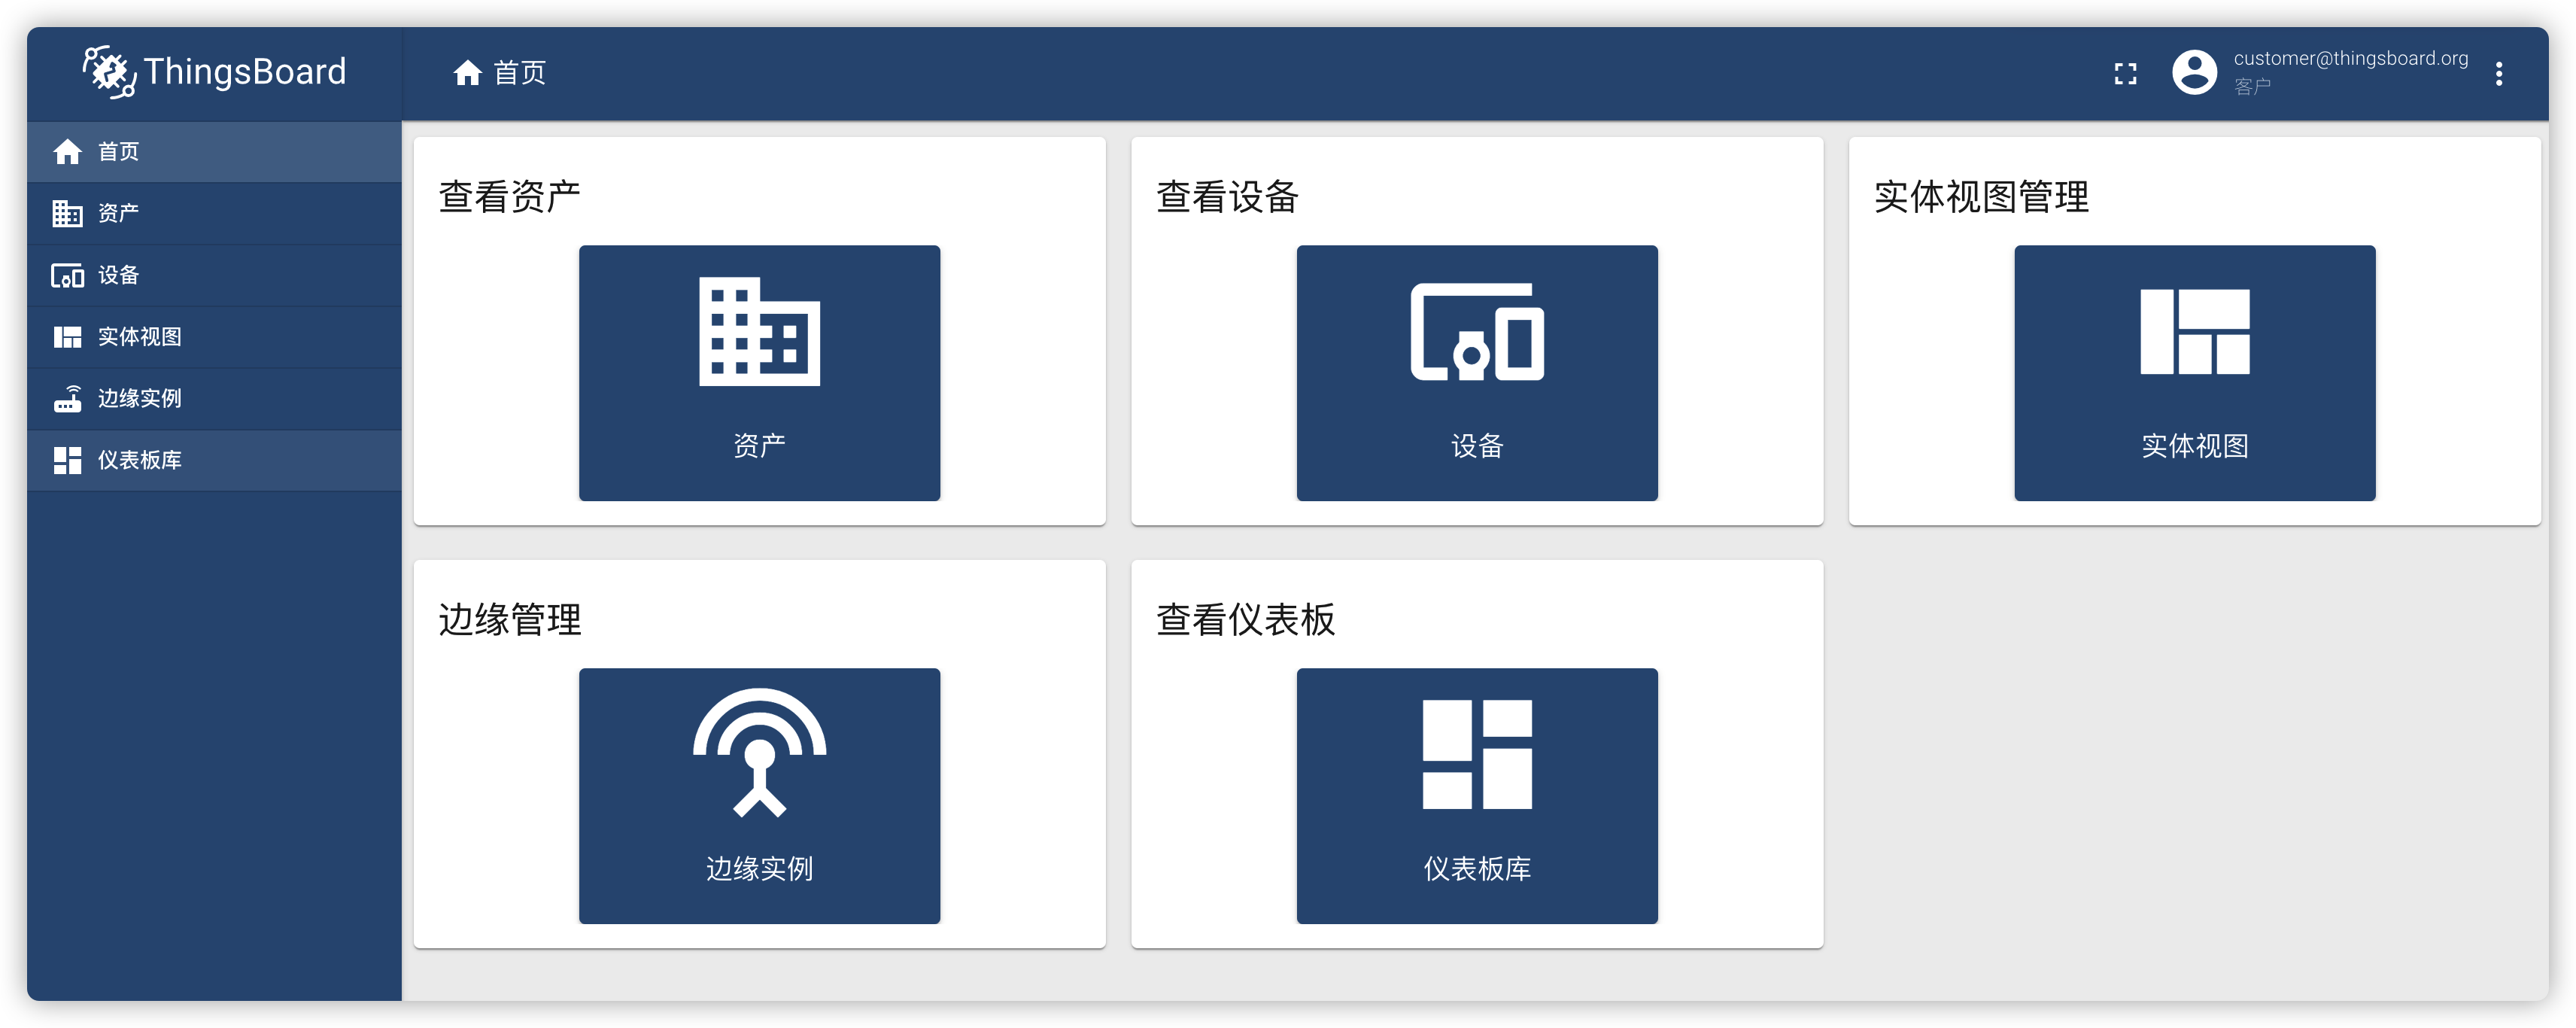 ThingsBoard
首页
customer@thingsboard.org
客户
首页
资产
设备
实体视图
边缘实例
仪表板库
查看资产
资产
查看设备
设备
实体视图管理
实体视图
边缘管理
边缘实例
查看仪表板
仪表板库